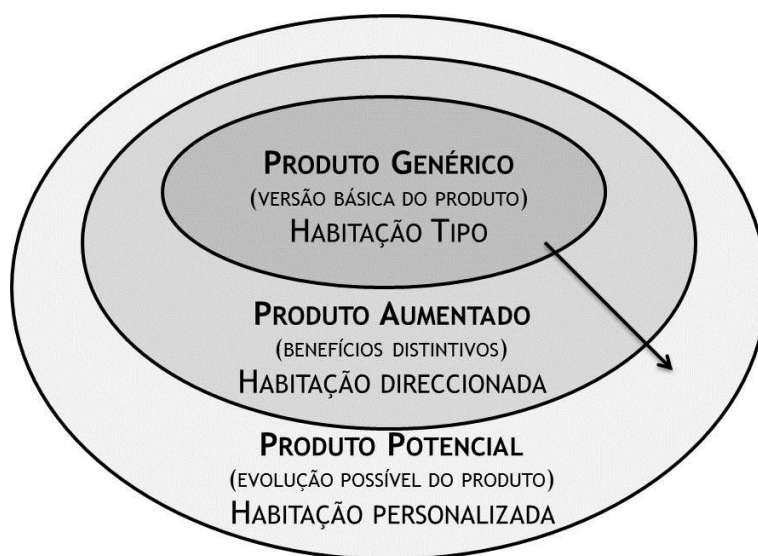 PRODUTO GENÉRICO
(VERSÃO BÁSICA DO PRODUTO)
HABITAÇÃO TIPO
PRODUTO AUMENTADO
(BENEFÍCIOS DISTINTIVOS)
HABITAÇÃO DIRECCIONADA
PRODUTO POTENCIAL
(EVOLUÇÃO POSSÍVEL DO PRODUTO)
HABITAÇÃO PERSONALIZADA